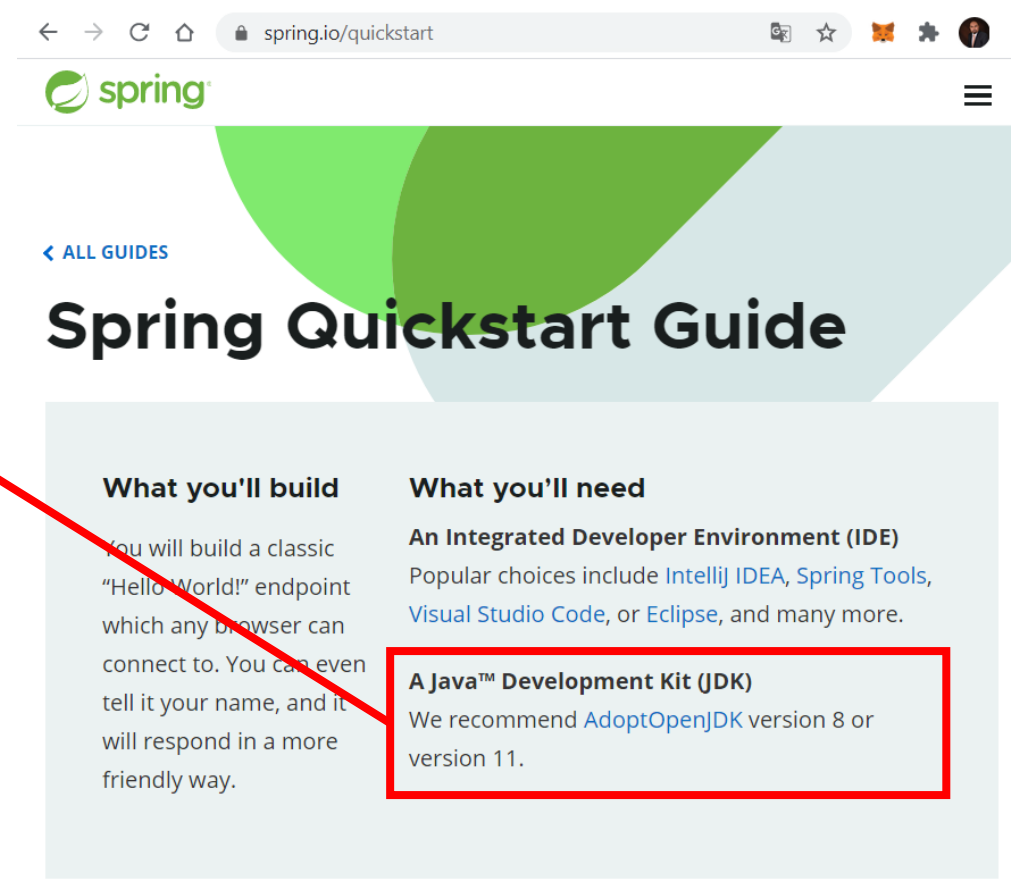 spring.io/quickstart
spring
ALL GUIDES
Spring Quickstart Guide
What you'll build
You will build a classic
“Hello World!” endpoint
which any browser can
connect to. You can even
tell it your name, and it
will respond in a more
friendly way.
What you’ll need
An Integrated Developer Environment (IDE)
Popular choices include IntelliJ IDEA, Spring Tools,
Visual Studio Code, or Eclipse, and many more.
A Java™ Development Kit (JDK)
We recommend AdoptOpenJDK version 8 or
version 11.